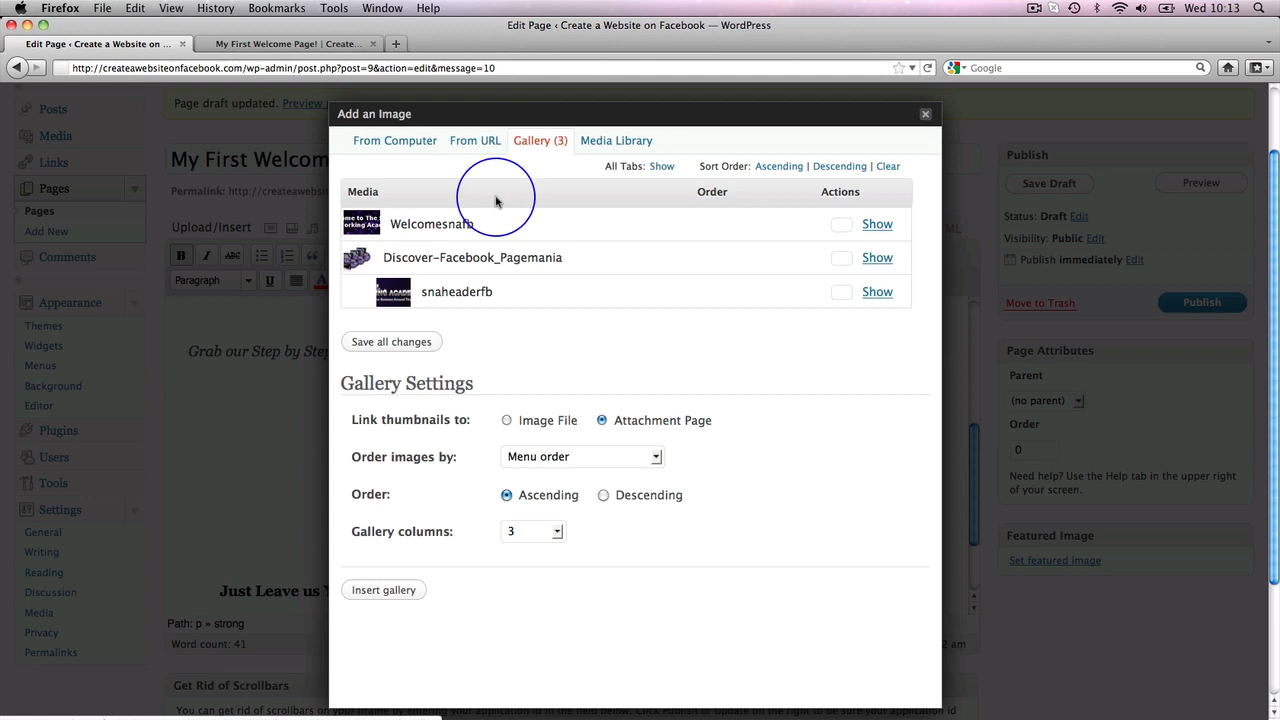 Firefox File Edit View History Bookmarks Tools Window Help Wed 10:13
Edit Page ‹ Create a Website on Facebook — WordPress
Edit Page ‹ Create a Website on ... My First Welcome Page! | Create...
http://createawebsiteonfacebook.com/wp-admin/post.php?post=9&action=edit&message=10 Google
Posts
Media
Links
Pages
Pages
Add New
Comments
Appearance
Themes
Widgets
Menus
Background
Editor
Plugins
Users
Tools
Settings
General
Writing
Reading
Discussion
Media
Privacy
Permalinks
Page draft updated. Preview
My First Welcom
Permalink: http://createawebsite
Upload/Insert
B I ABC
Paragraph U
Grab our Step by Step
Just Leave us Y
Path: p » strong
Word count: 41
Get Rid of Scrollbars
Add an Image
From Computer From URL Gallery (3) Media Library
All Tabs: Show Sort Order: Ascending | Descending | Clear
Media Order Actions
Welcomesnafb Show
Discover-Facebook_Pagemania Show
snaheaderfb Show
Save all changes
Gallery Settings
Link thumbnails to: Image File Attachment Page
Order images by: Menu order
Order: Ascending Descending
Gallery columns: 3
Insert gallery
HTML
2 am
Publish
Save Draft Preview
Status: Draft Edit
Visibility: Public Edit
Publish immediately Edit
Move to Trash Publish
Page Attributes
Parent
(no parent)
Order
0
Need help? Use the Help tab in the upper right
of your screen.
Featured Image
Set featured image